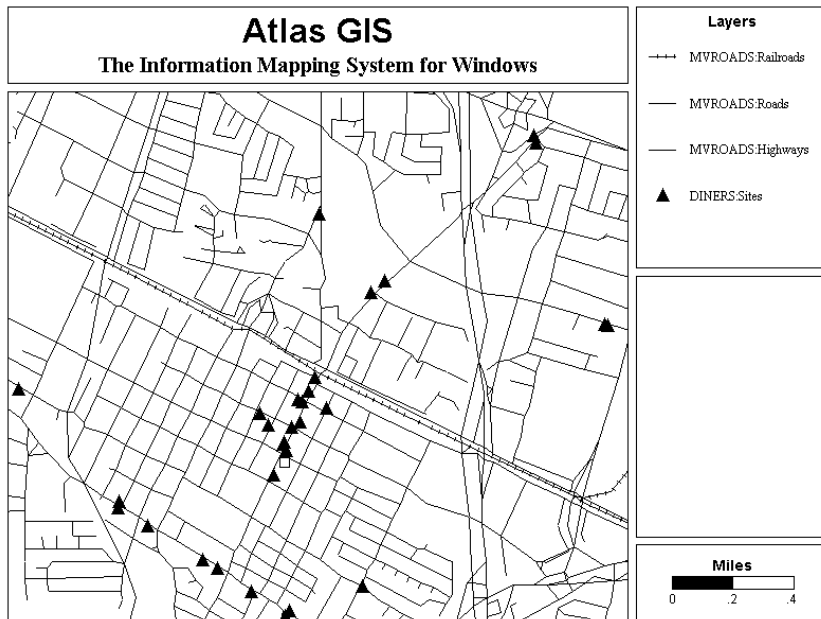 Atlas GIS
The Information Mapping System for Windows
Layers
MVROADS:Railroads
MVROADS:Roads
MVROADS:Highways
DINERS:Sites
Miles
0 .2 .4